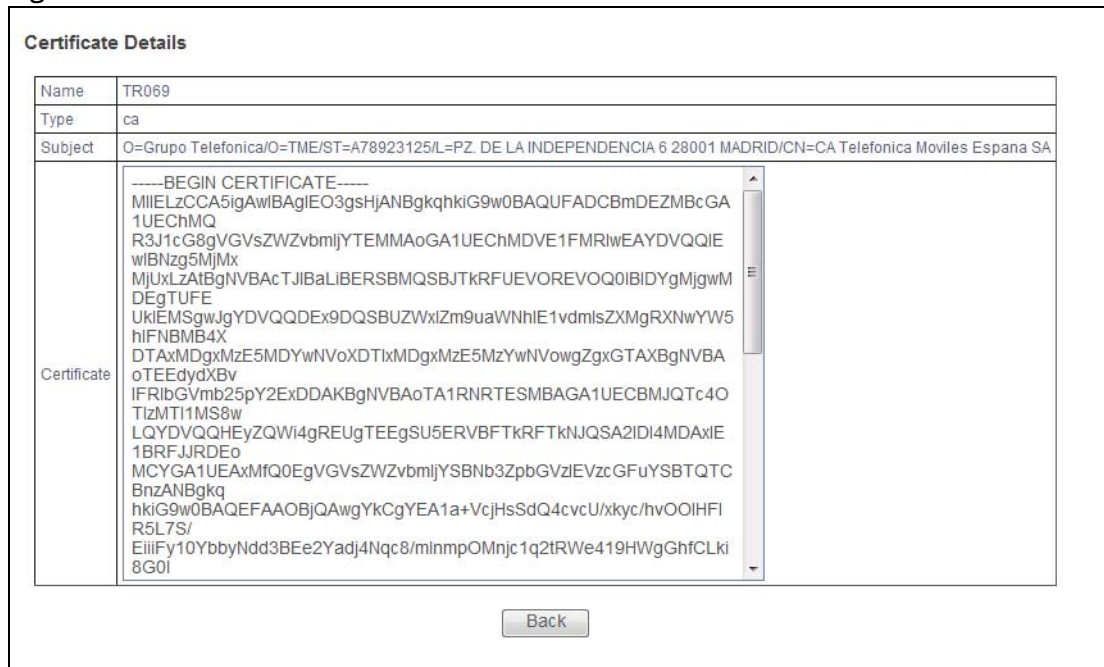 Certificate Details
Name TR069
Type ca
Subject O=Grupo Telefonica/O=TME/ST=A78923125/L=PZ. DE LA INDEPENDENCIA 6 28001 MADRID/CN=CA Telefonica Moviles Espana SA
Certificate
-----BEGIN CERTIFICATE-----
MIIELzCCA5igAwIBAgIEO3gsHjANBgkqhkiG9w0BAQUFADCBmDEZMBcGA
1UEChMQ
R3J1cG8gVGVsZWZvbmljYTEMMAoGA1UEChMDVE1FMRIwEAYDVQQIE
wlBNzg5MjMx
MjUxLzAtBgNVBAcTJlBaLiBERSBMQSBJTkRFUEVOREVOQ0lBIDYgMjgwM
DEgTUFE
UklEMSgwJgYDVQQDEx9DQSBUZWxlZm9uaWNhIE1vdmlsZXMgRXNwYW5
hIFNBMB4X
DTAxMDgxMzE5MDYwNVoXDTIxMDgxMzE5MzYwNVowgZgxGTAXBgNVBA
oTEEdydXBv
IFRlbGVmb25pY2ExDDAKBgNVBAoTA1RNRTESMBAGA1UECBMJQTc4O
TIzMTI1MS8w
LQYDVQQHEyZQWi4gREUgTEEgSU5ERVBFTkRFTkNJQSA2IDI4MDAxIE
1BRFJJRDEo
MCYGA1UEAxMfQ0EgVGVsZWZvbmljYSBNb3ZpbGVzIEVzcGFuYSBTQTC
BnzANBgkq
hkiG9w0BAQEFAAOBjQAwgYkCgYEA1a+VcjHsSdQ4cvcU/xkyc/hvOOlHFI
R5L7S/
EiiiFy10YbbyNdd3BEe2Yadj4Nqc8/mlnmpOMnjc1q2tRWe419HWgGhfCLki
8G0l
Back